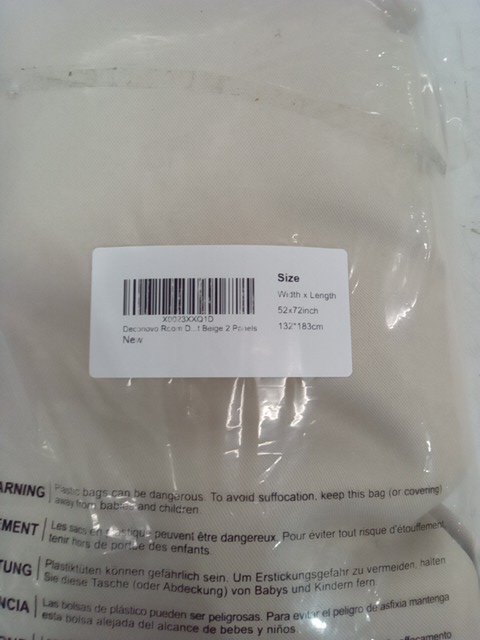 Size
Width x Length
52x72inch
132*183cm
X0023XXQ1D
Deconovo Room D...t Beige 2 Panels
New
ARNING Plastic bags can be dangerous. To avoid suffocation, keep this bag (or covering)
away from babies and children.
EMENT Les sacs en plastique peuvent être dangereux. Pour éviter tout risque d'étouffement,
tenir hors de portée des enfants.
TUNG Plastiktüten können gefährlich sein. Um Erstickungsgefahr zu vermeiden, halten
Sie diese Tasche (oder Abdeckung) von Babys und Kindern fern.
NCIA Las bolsas de plástico pueden ser peligrosas. Para evitar el peligro de asfixia mantenga
esta bolsa alejada del alcance de bebes y niños